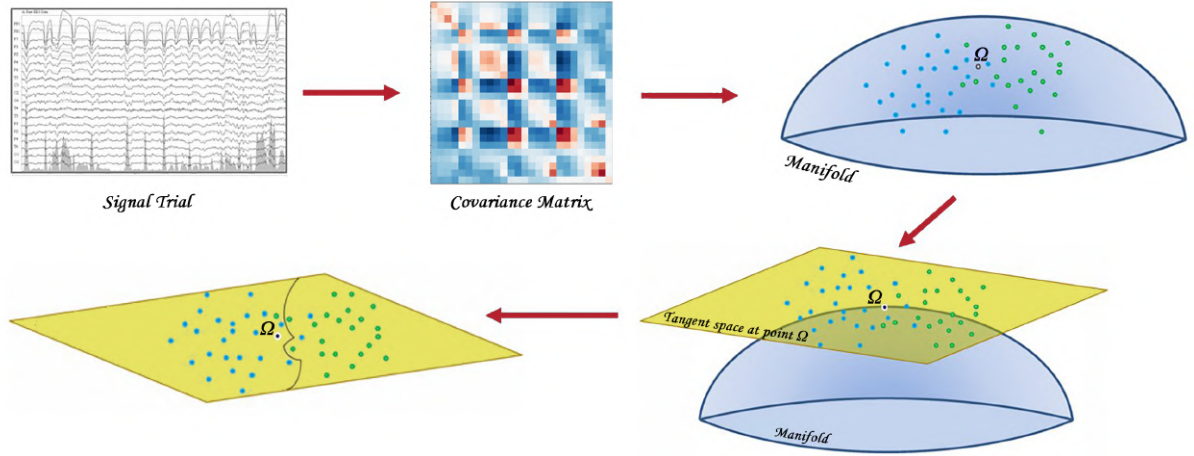 Signal Trial
Covariance Matrix
Ω
Manifold
Ω
Tangent space at point Ω
Manifold
Ω